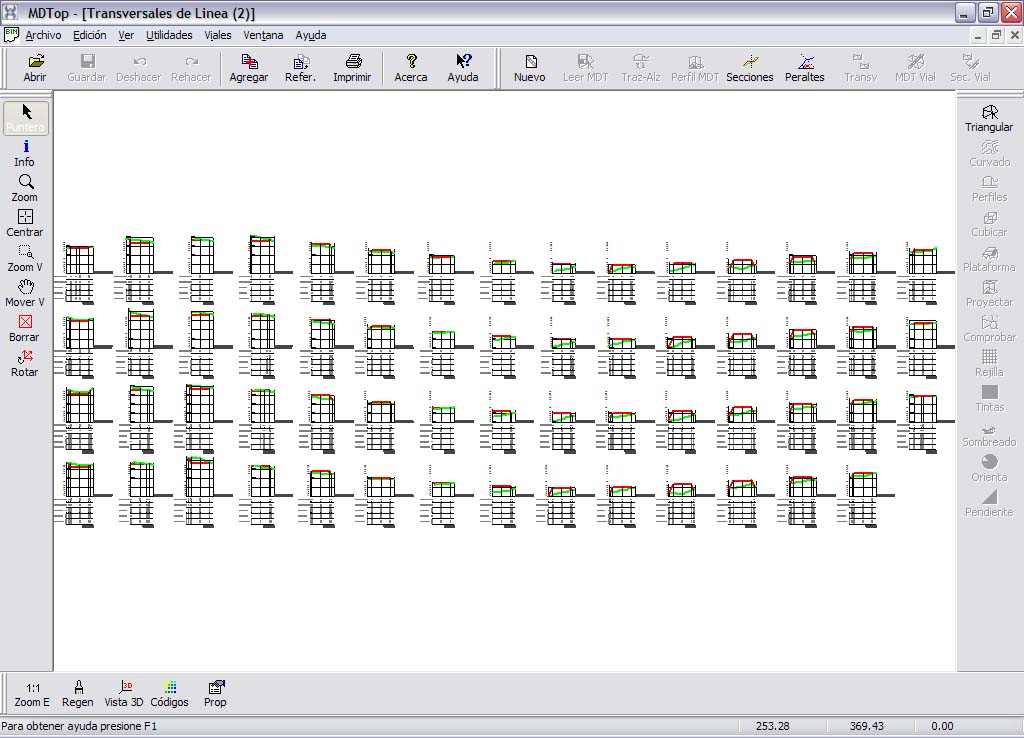 MDTop - [Transversales de Linea (2)]
BIN Archivo Edición Ver Utilidades Viales Ventana Ayuda
Abrir Guardar Deshacer Rehacer Agregar Refer. Imprimir Acerca Ayuda Nuevo Leer MDT Traz-Alz Perfil MDT Secciones Peraltes Transv MDT Vial Sec. Vial
Puntero
Info
Zoom
Centrar
Zoom V
Mover V
Borrar
Rotar
Triangular
Curvado
Perfiles
Cubicar
Plataforma
Proyectar
Comprobar
Rejilla
Tintas
Sombreado
Orienta
Pendiente
1:1 3D
Zoom E Regen Vista 3D Códigos Prop
Para obtener ayuda presione F1 253.28 369.43 0.00